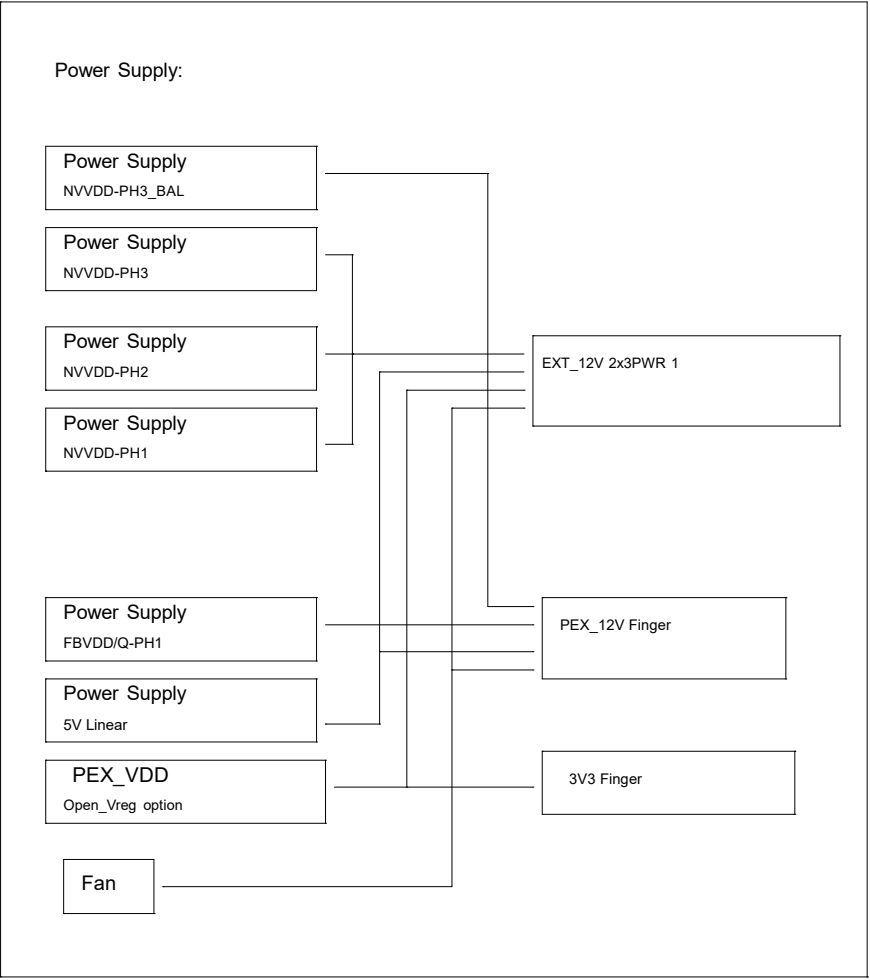 Power Supply:
Power Supply
NVVDD-PH3_BAL
Power Supply
NVVDD-PH3
Power Supply
NVVDD-PH2
Power Supply
NVVDD-PH1
EXT_12V 2x3PWR 1
Power Supply
FBVDD/Q-PH1
PEX_12V Finger
Power Supply
5V Linear
PEX_VDD
Open_Vreg option
3V3 Finger
Fan